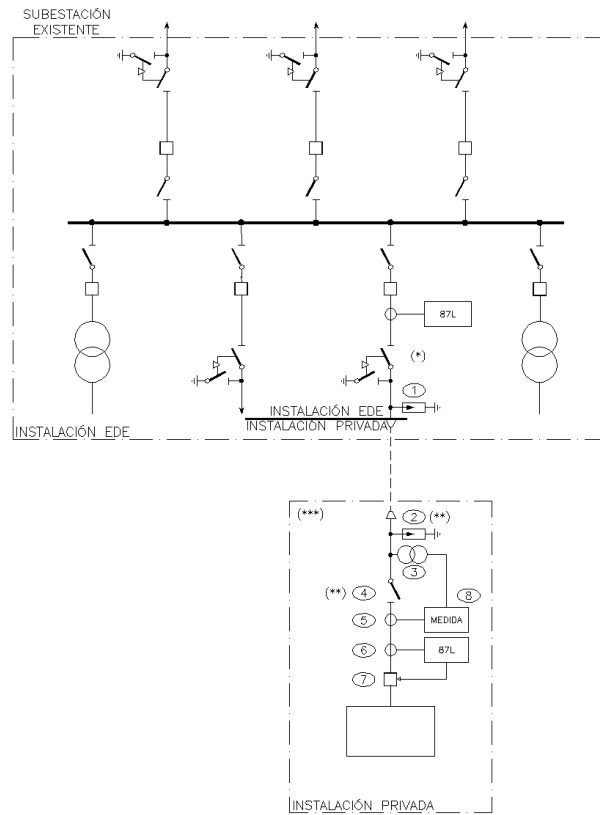 SUBESTACIÓN
EXISTENTE
87L
(*)
1
INSTALACIÓN EDE
INSTALACIÓN PRIVADA
INSTALACIÓN EDE
(***)
2 (**)
3
(**) 4
8
5
MEDIDA
6
87L
7
INSTALACIÓN PRIVADA